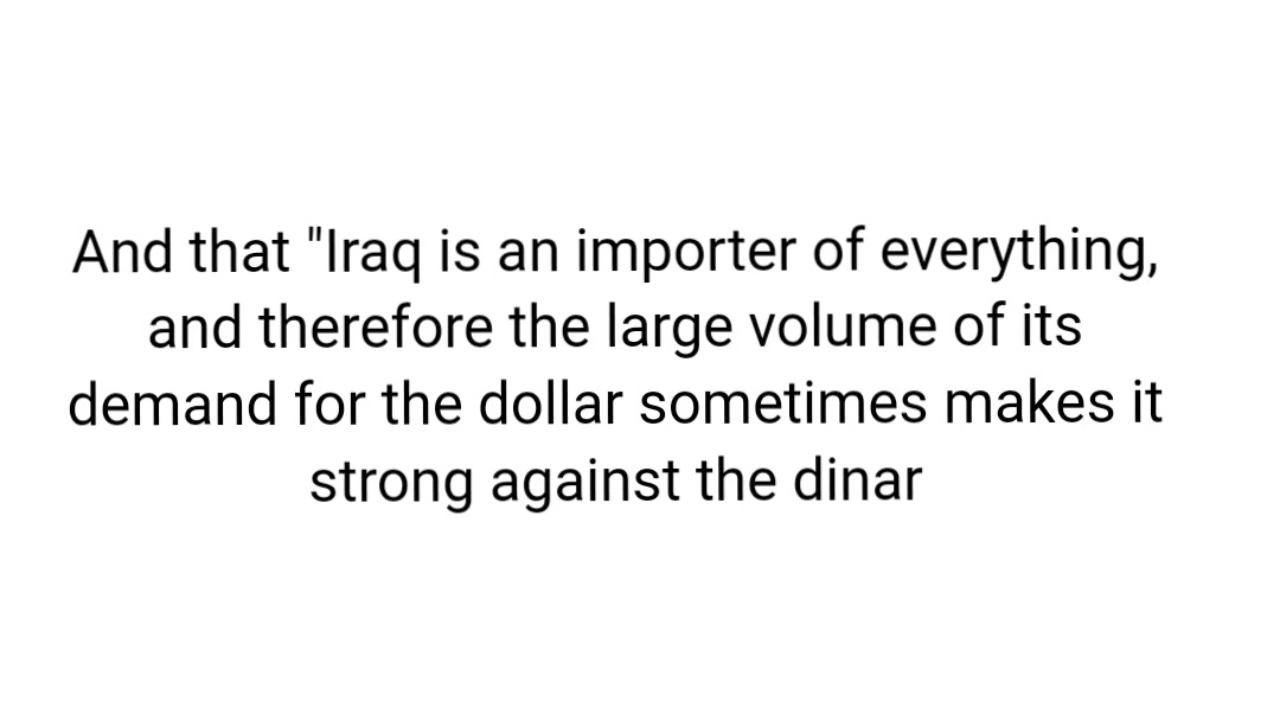 And that "Iraq is an importer of everything,
and therefore the large volume of its
demand for the dollar sometimes makes it
strong against the dinar